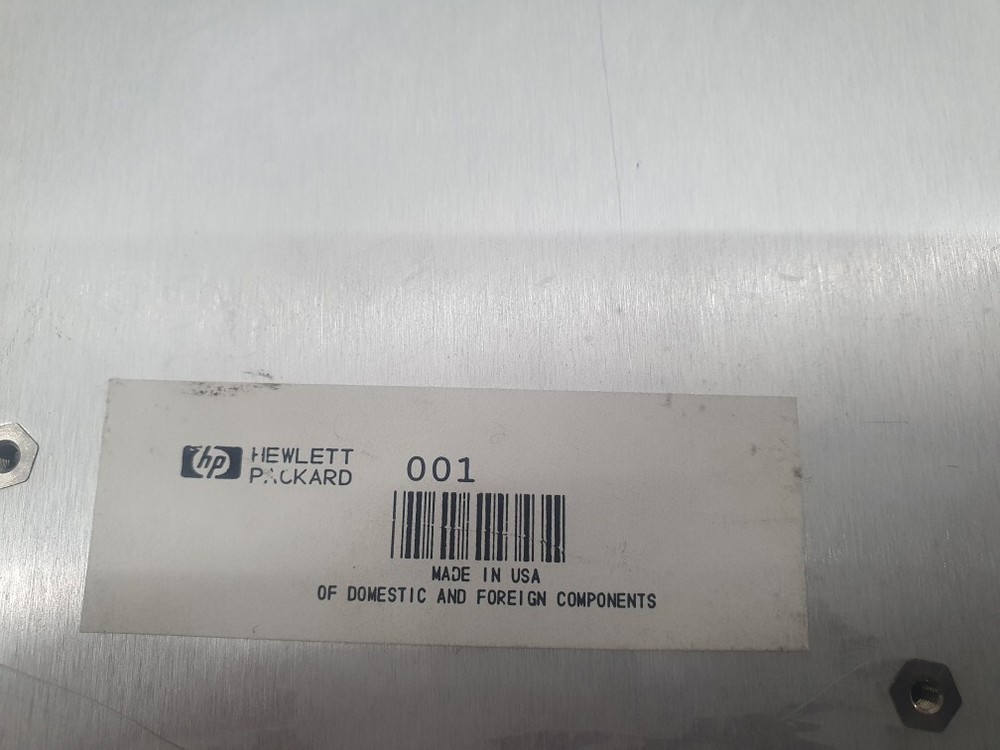 hp HEWLETT
PACKARD
001
MADE IN USA
OF DOMESTIC AND FOREIGN COMPONENTS